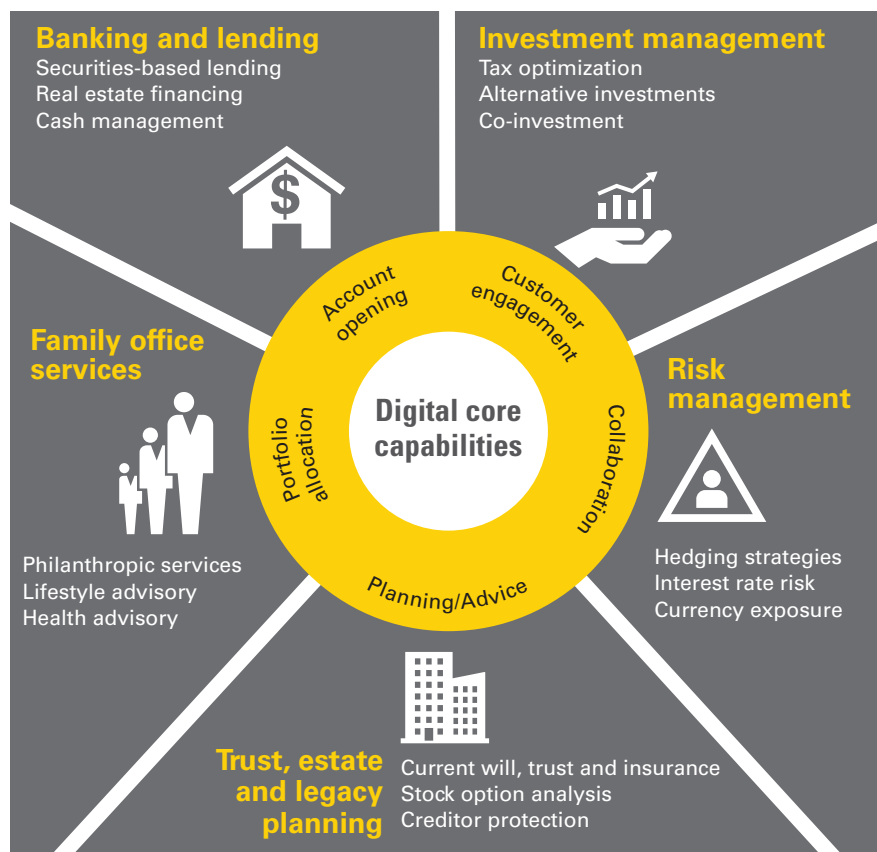 Banking and lending
Securities-based lending
Real estate financing
Cash management
$
Investment management
Tax optimization
Alternative investments
Co-investment
Account
opening
Customer
engagement
Family office
services
Philanthropic services
Lifestyle advisory
Health advisory
Portfolio
allocation
Digital core
capabilities
Collaboration
Risk
management
Hedging strategies
Interest rate risk
Currency exposure
Planning/Advice
Trust, estate
and legacy
planning
Current will, trust and insurance
Stock option analysis
Creditor protection